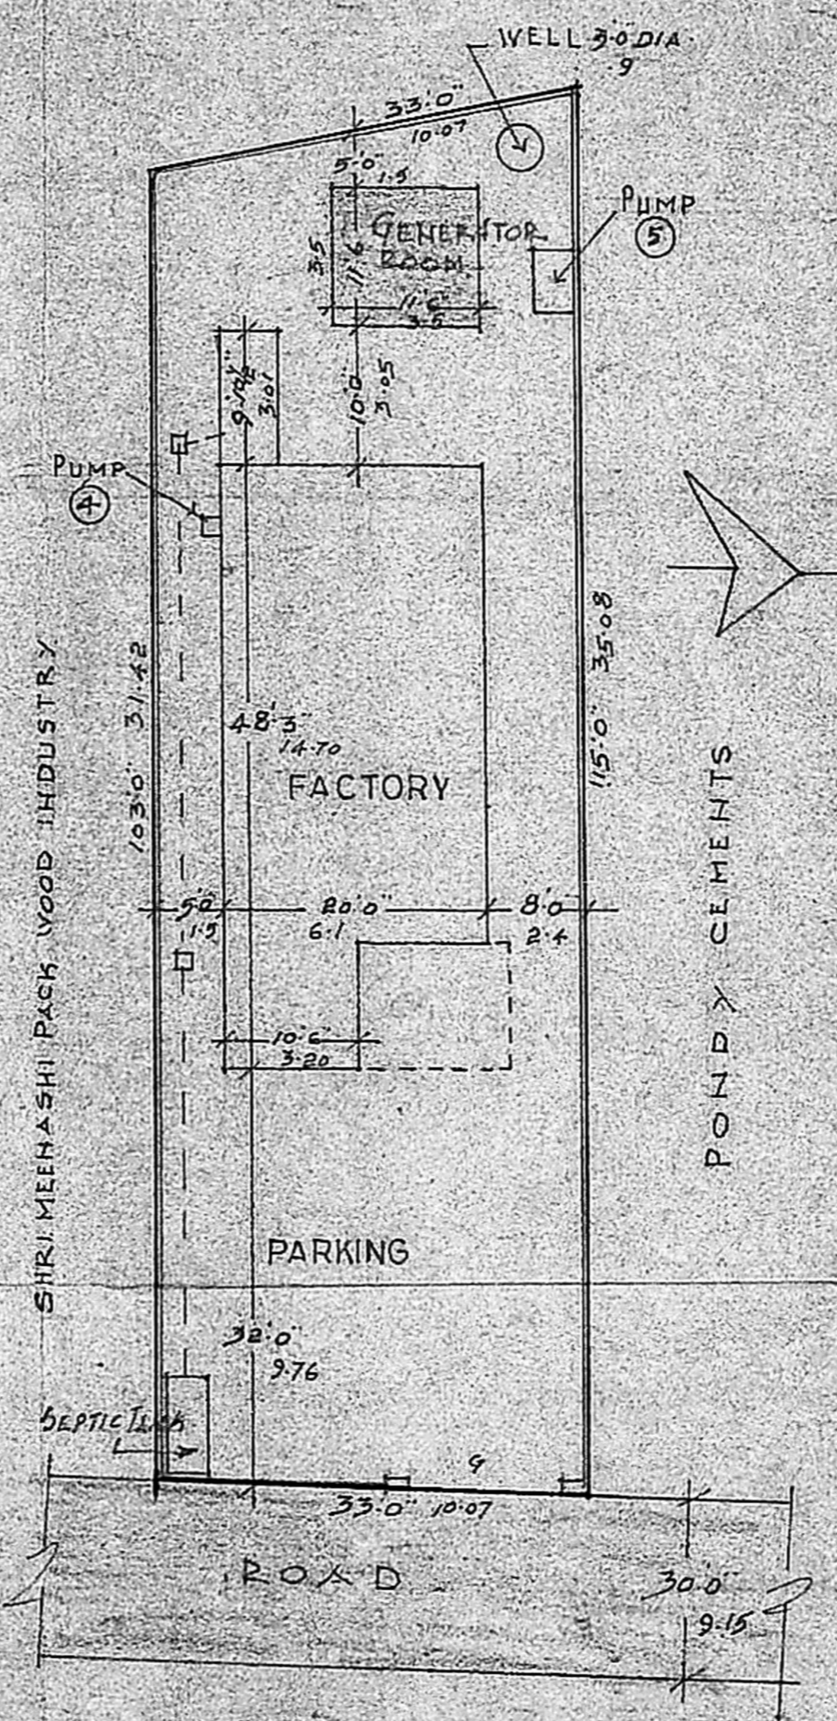 WELL 3'-0" DIA.
.9
33'-0"
10.07
5'-0"
1.5
GENERATOR
ROOM
3.5
11'-6"
11'-6"
3.5
PUMP
5
3.01
10'-0"
3.05
PUMP
4
103'-0" 31.42
115'-0" 35.08
SHRI. MEENASHI PACK WOOD INDUSTRY
PONDY CEMENTS
48'-3"
14.70
FACTORY
5'-0"
1.5
20'-0"
6.1
8'-0"
2.4
10'-6"
3.20
PARKING
32'-0"
9.76
SEPTIC TANK
G
33'-0" 10.07
ROAD
30'-0"
9.15